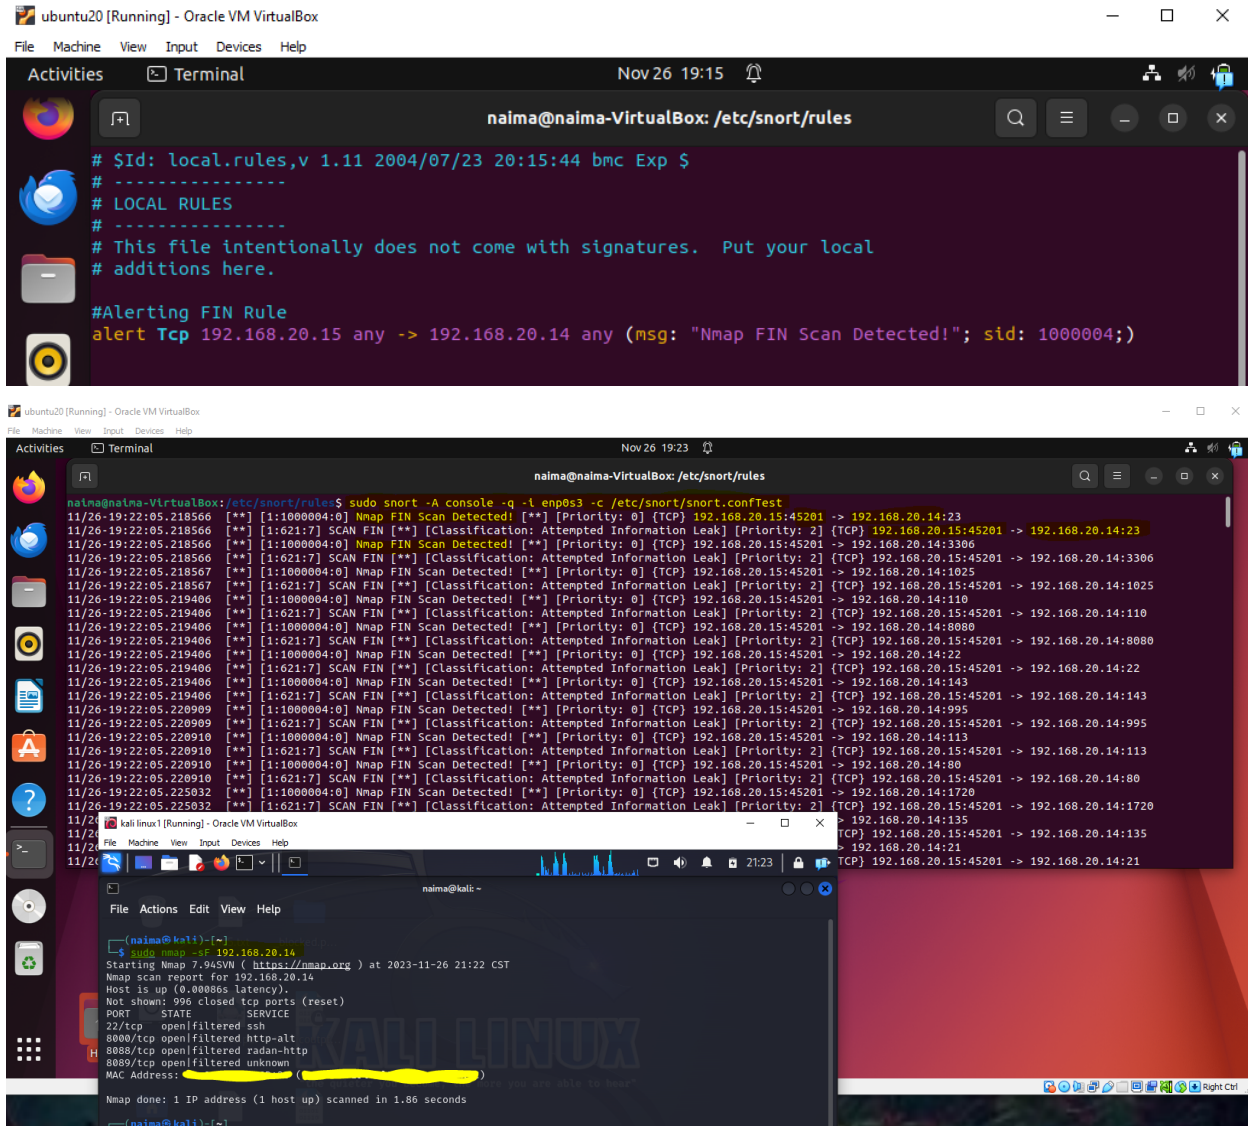 ubuntu20 [Running] - Oracle VM VirtualBox
File Machine View Input Devices Help
Activities Terminal Nov 26 19:15
naima@naima-VirtualBox: /etc/snort/rules
# $Id: local.rules,v 1.11 2004/07/23 20:15:44 bmc Exp $
# ----------------
# LOCAL RULES
# ----------------
# This file intentionally does not come with signatures.  Put your local
# additions here.
#Alerting FIN Rule
alert Tcp 192.168.20.15 any -> 192.168.20.14 any (msg: "Nmap FIN Scan Detected!"; sid: 1000004;)
ubuntu20 [Running] - Oracle VM VirtualBox
File Machine View Input Devices Help
Activities Terminal Nov 26 19:23
naima@naima-VirtualBox: /etc/snort/rules
naima@naima-VirtualBox:/etc/snort/rules$ sudo snort -A console -q -i enp0s3 -c /etc/snort/snort.confTest
11/26-19:22:05.218566 [**] [1:1000004:0] Nmap FIN Scan Detected! [**] [Priority: 0] {TCP} 192.168.20.15:45201 -> 192.168.20.14:23
11/26-19:22:05.218566 [**] [1:621:7] SCAN FIN [**] [Classification: Attempted Information Leak] [Priority: 2] {TCP} 192.168.20.15:45201 -> 192.168.20.14:23
11/26-19:22:05.218566 [**] [1:1000004:0] Nmap FIN Scan Detected! [**] [Priority: 0] {TCP} 192.168.20.15:45201 -> 192.168.20.14:3306
11/26-19:22:05.218566 [**] [1:621:7] SCAN FIN [**] [Classification: Attempted Information Leak] [Priority: 2] {TCP} 192.168.20.15:45201 -> 192.168.20.14:3306
11/26-19:22:05.218567 [**] [1:1000004:0] Nmap FIN Scan Detected! [**] [Priority: 0] {TCP} 192.168.20.15:45201 -> 192.168.20.14:1025
11/26-19:22:05.218567 [**] [1:621:7] SCAN FIN [**] [Classification: Attempted Information Leak] [Priority: 2] {TCP} 192.168.20.15:45201 -> 192.168.20.14:1025
11/26-19:22:05.219406 [**] [1:1000004:0] Nmap FIN Scan Detected! [**] [Priority: 0] {TCP} 192.168.20.15:45201 -> 192.168.20.14:110
11/26-19:22:05.219406 [**] [1:621:7] SCAN FIN [**] [Classification: Attempted Information Leak] [Priority: 2] {TCP} 192.168.20.15:45201 -> 192.168.20.14:110
11/26-19:22:05.219406 [**] [1:1000004:0] Nmap FIN Scan Detected! [**] [Priority: 0] {TCP} 192.168.20.15:45201 -> 192.168.20.14:8080
11/26-19:22:05.219406 [**] [1:621:7] SCAN FIN [**] [Classification: Attempted Information Leak] [Priority: 2] {TCP} 192.168.20.15:45201 -> 192.168.20.14:8080
11/26-19:22:05.219406 [**] [1:1000004:0] Nmap FIN Scan Detected! [**] [Priority: 0] {TCP} 192.168.20.15:45201 -> 192.168.20.14:22
11/26-19:22:05.219406 [**] [1:621:7] SCAN FIN [**] [Classification: Attempted Information Leak] [Priority: 2] {TCP} 192.168.20.15:45201 -> 192.168.20.14:22
11/26-19:22:05.219406 [**] [1:1000004:0] Nmap FIN Scan Detected! [**] [Priority: 0] {TCP} 192.168.20.15:45201 -> 192.168.20.14:143
11/26-19:22:05.219406 [**] [1:621:7] SCAN FIN [**] [Classification: Attempted Information Leak] [Priority: 2] {TCP} 192.168.20.15:45201 -> 192.168.20.14:143
11/26-19:22:05.220909 [**] [1:1000004:0] Nmap FIN Scan Detected! [**] [Priority: 0] {TCP} 192.168.20.15:45201 -> 192.168.20.14:995
11/26-19:22:05.220909 [**] [1:621:7] SCAN FIN [**] [Classification: Attempted Information Leak] [Priority: 2] {TCP} 192.168.20.15:45201 -> 192.168.20.14:995
11/26-19:22:05.220910 [**] [1:1000004:0] Nmap FIN Scan Detected! [**] [Priority: 0] {TCP} 192.168.20.15:45201 -> 192.168.20.14:113
11/26-19:22:05.220910 [**] [1:621:7] SCAN FIN [**] [Classification: Attempted Information Leak] [Priority: 2] {TCP} 192.168.20.15:45201 -> 192.168.20.14:113
11/26-19:22:05.220910 [**] [1:1000004:0] Nmap FIN Scan Detected! [**] [Priority: 0] {TCP} 192.168.20.15:45201 -> 192.168.20.14:80
11/26-19:22:05.220910 [**] [1:621:7] SCAN FIN [**] [Classification: Attempted Information Leak] [Priority: 2] {TCP} 192.168.20.15:45201 -> 192.168.20.14:80
11/26-19:22:05.225032 [**] [1:1000004:0] Nmap FIN Scan Detected! [**] [Priority: 0] {TCP} 192.168.20.15:45201 -> 192.168.20.14:1720
11/26-19:22:05.225032 [**] [1:621:7] SCAN FIN [**] [Classification: Attempted Information Leak] [Priority: 2] {TCP} 192.168.20.15:45201 -> 192.168.20.14:1720
11/26 > 192.168.20.14:135
11/26 TCP} 192.168.20.15:45201 -> 192.168.20.14:135
11/26 > 192.168.20.14:21
11/26 TCP} 192.168.20.15:45201 -> 192.168.20.14:21
kali linux1 [Running] - Oracle VM VirtualBox
File Machine View Input Devices Help
21:23
naima@kali: ~
File Actions Edit View Help
(naima㉿kali)-[~]
$ sudo nmap -sF 192.168.20.14
Starting Nmap 7.94SVN ( https://nmap.org ) at 2023-11-26 21:22 CST
Nmap scan report for 192.168.20.14
Host is up (0.00086s latency).
Not shown: 996 closed tcp ports (reset)
PORT STATE SERVICE
22/tcp open|filtered ssh
8000/tcp open|filtered http-alt
8088/tcp open|filtered radan-http
8089/tcp open|filtered unknown
MAC Address: ( )
Nmap done: 1 IP address (1 host up) scanned in 1.86 seconds
(naima㉿kali)-[~]
KALI LINUX
you are able to hear"
H
Right Ctrl